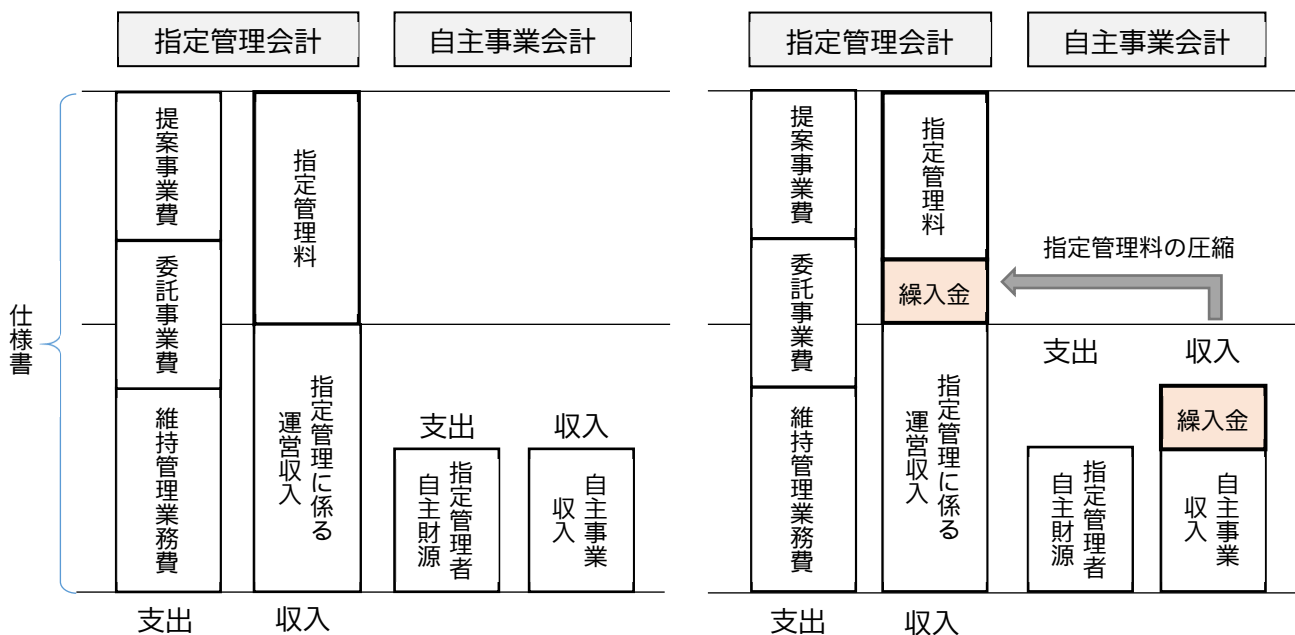 指定管理会計
自主事業会計
仕様書
提案事業費
委託事業費
維持管理業務費
指定管理料
指定管理に係る
運営収入
支出
収入
指定管理者
自主財源
自主事業
収入
支出
収入
指定管理会計
自主事業会計
提案事業費
委託事業費
維持管理業務費
指定管理料
繰入金
指定管理に係る
運営収入
指定管理料の圧縮
支出
収入
繰入金
指定管理者
自主財源
自主事業
収入
支出
収入